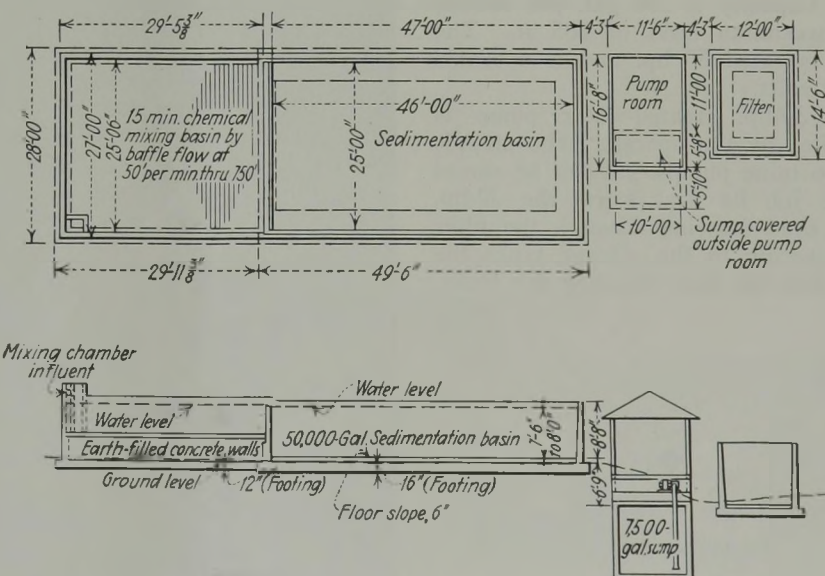 29'-5 3/8"
47'00"
4'3"
11'-6"
4'3"
12'-00"
28'00"
27'-00"
25'-06"
15 min. chemical
mixing basin by
baffle flow at
50' per min thru 750'
46'-00"
25'00"
Sedimentation basin
16'-8"
Pump
room
11'00
5'-8"
5'-10"
Filter
14'-6"
10'-00
Sump, covered
outside pump
room
29'-11 3/8"
49'-6"
Mixing chamber
influent
Water level
Water level
Earth-filled concrete walls
50,000-Gal. Sedimentation basin
7'-6"
to 8'0"
8'-8"
6'-9"
Ground level
12" (Footing)
16" (Footing)
Floor slope, 6"
7,500-
gal. sump